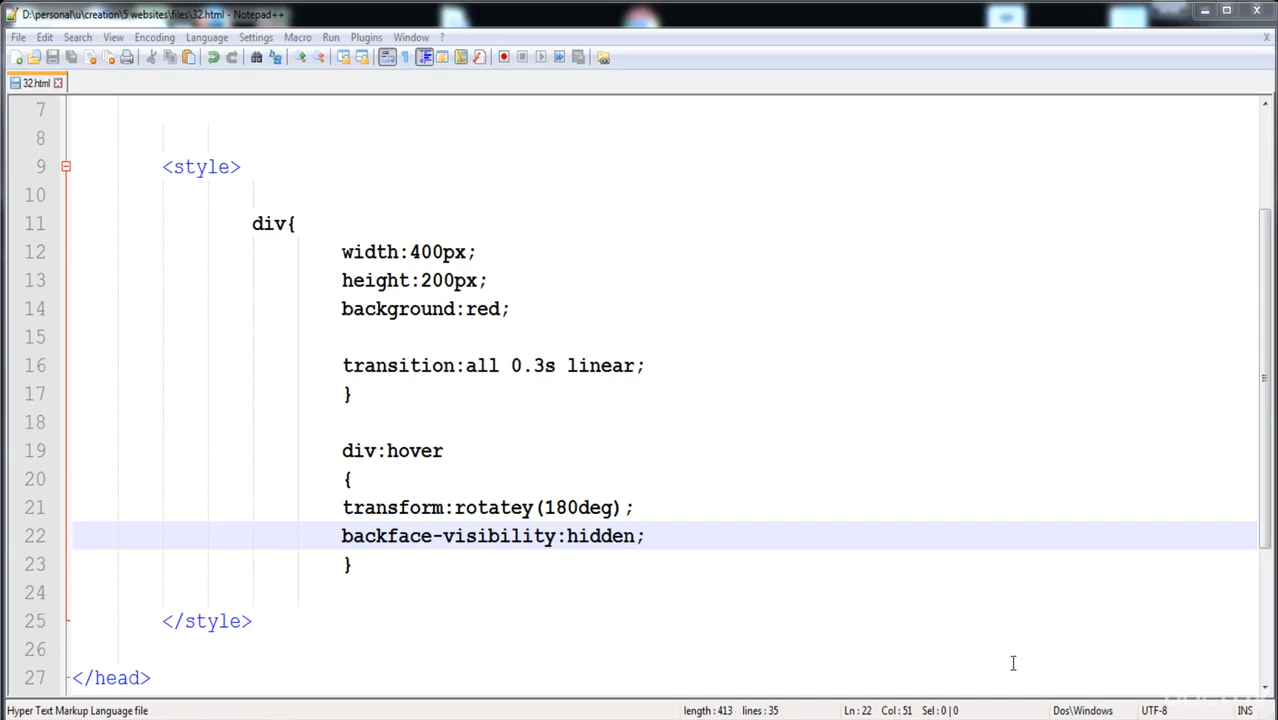 D:\personal\u\creation\5 websites\files\32.html - Notepad++
File Edit Search View Encoding Language Settings Macro Run Plugins Window ? X
32.html
7
8
9 <style>
10
11 div{
12 width:400px;
13 height:200px;
14 background:red;
15
16 transition:all 0.3s linear;
17 }
18
19 div:hover
20 {
21 transform:rotatey(180deg);
22 backface-visibility:hidden;
23 }
24
25 </style>
26
27 </head>
Hyper Text Markup Language file length : 413 lines : 35 Ln : 22 Col : 51 Sel : 0 | 0 Dos\Windows UTF-8 INS